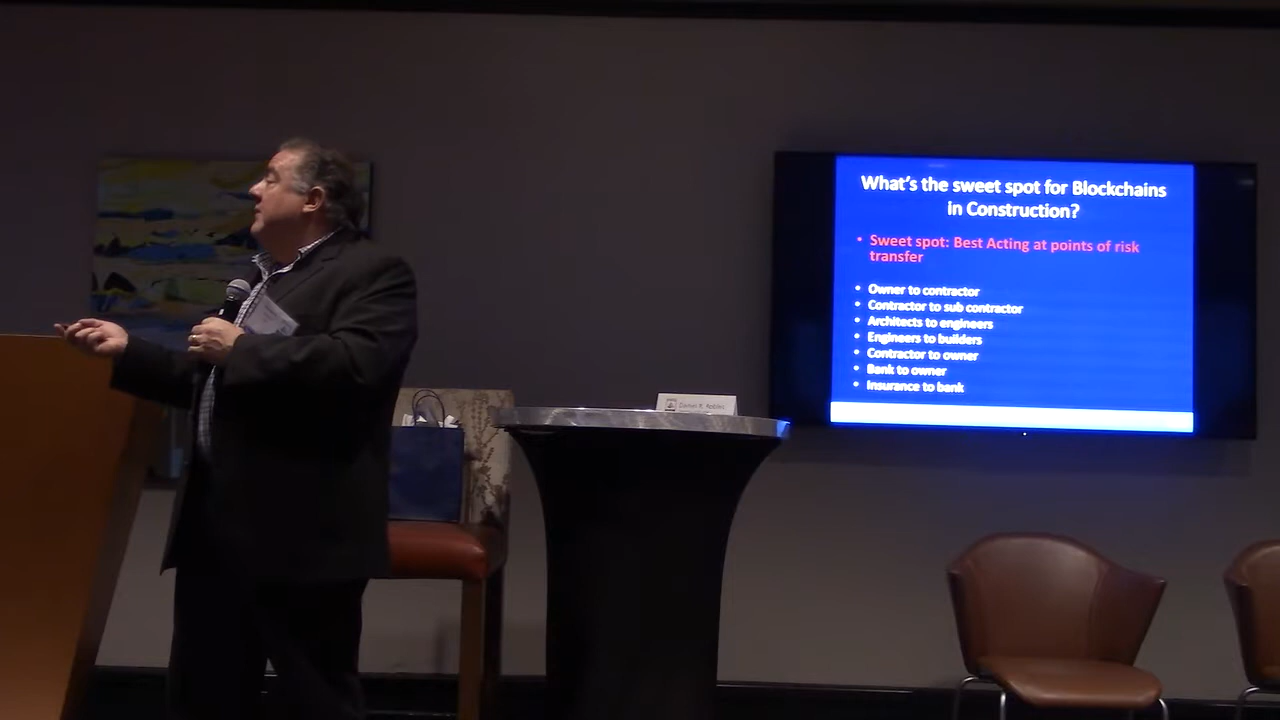 What's the sweet spot for Blockchains
in Construction?
• Sweet spot: Best Acting at points of risk
transfer
• Owner to contractor
• Contractor to sub contractor
• Architects to engineers
• Engineers to builders
• Contractor to owner
• Bank to owner
• Insurance to bank